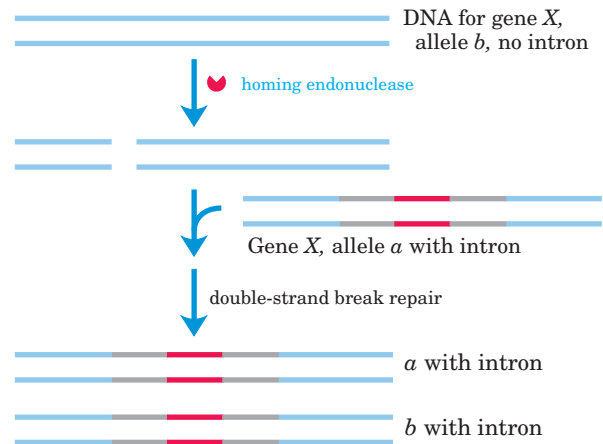 DNA for gene X,
allele b, no intron
homing endonuclease
Gene X, allele a with intron
double-strand break repair
a with intron
b with intron